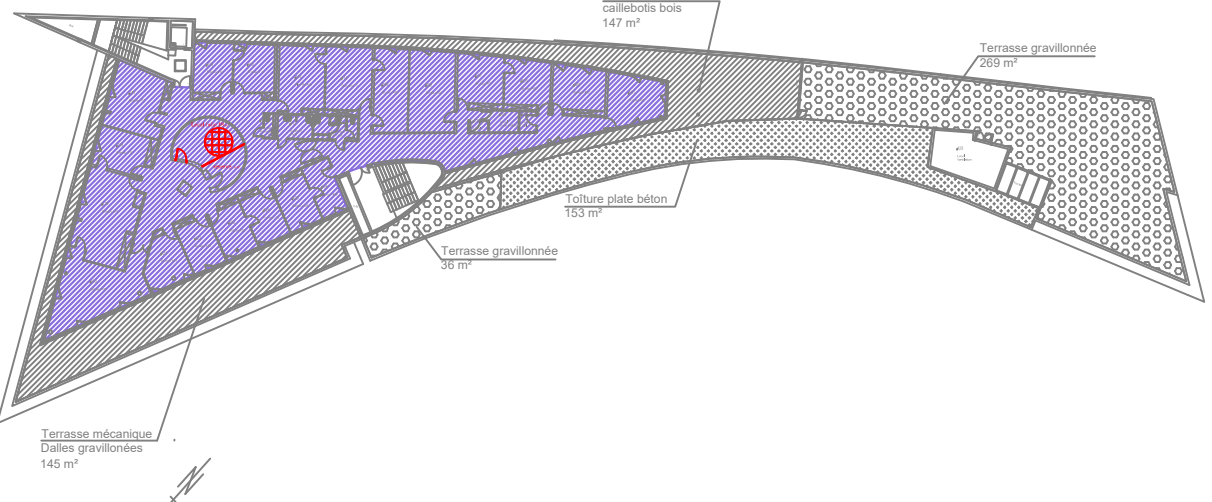 caillebotis bois
147 m²
Terrasse gravillonnée
269 m²
Toîture plate béton
153 m²
Terrasse gravillonnée
36 m²
Terrasse mécanique
Dalles gravillonées
145 m²